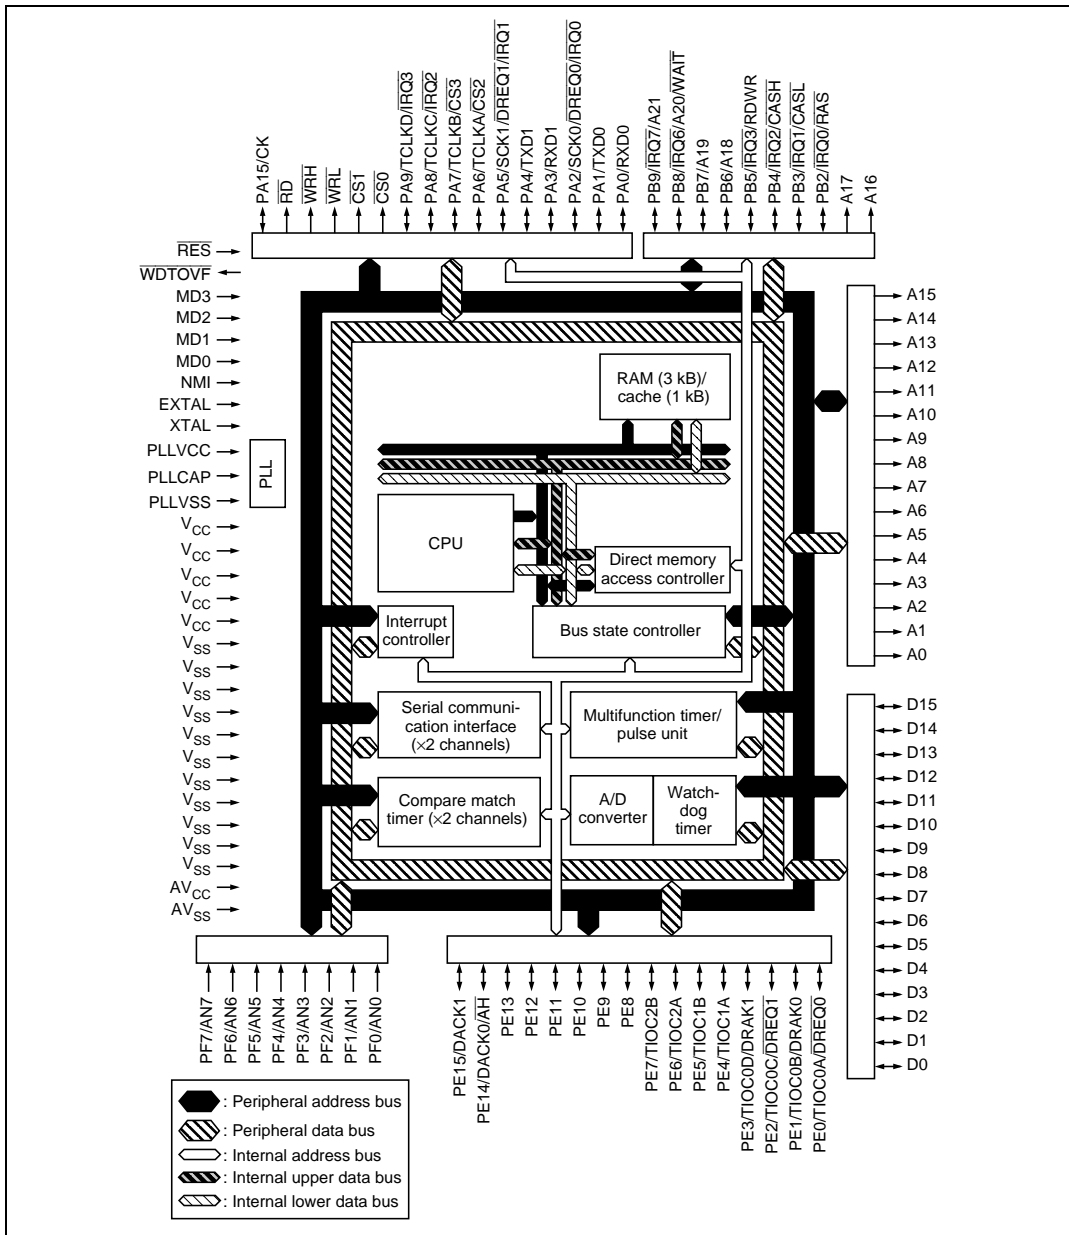 PA15/CK
RD
WRH
WRL
CS1
CS0
PA9/TCLKD/IRQ3
PA8/TCLKC/IRQ2
PA7/TCLKB/CS3
PA6/TCLKA/CS2
PA5/SCK1/DREQ1/IRQ1
PA4/TXD1
PA3/RXD1
PA2/SCK0/DREQ0/IRQ0
PA1/TXD0
PA0/RXD0
PB9/IRQ7/A21
PB8/IRQ6/A20/WAIT
PB7/A19
PB6/A18
PB5/IRQ3/RDWR
PB4/IRQ2/CASH
PB3/IRQ1/CASL
PB2/IRQ0/RAS
A17
A16
RES
WDTOVF
MD3
MD2
MD1
MD0
NMI
EXTAL
XTAL
PLLVCC
PLLCAP
PLLVSS
VCC
VCC
VCC
VCC
VCC
VSS
VSS
VSS
VSS
VSS
VSS
VSS
VSS
VSS
VSS
VSS
AVCC
AVSS
PLL
RAM (3 kB)/
cache (1 kB)
CPU
Direct memory
access controller
Interrupt
controller
Bus state controller
Serial communi-
cation interface
(×2 channels)
Multifunction timer/
pulse unit
Compare match
timer (×2 channels)
A/D
converter
Watch-
dog
timer
A15
A14
A13
A12
A11
A10
A9
A8
A7
A6
A5
A4
A3
A2
A1
A0
D15
D14
D13
D12
D11
D10
D9
D8
D7
D6
D5
D4
D3
D2
D1
D0
PF7/AN7
PF6/AN6
PF5/AN5
PF4/AN4
PF3/AN3
PF2/AN2
PF1/AN1
PF0/AN0
PE15/DACK1
PE14/DACK0/AH
PE13
PE12
PE11
PE10
PE9
PE8
PE7/TIOC2B
PE6/TIOC2A
PE5/TIOC1B
PE4/TIOC1A
PE3/TIOC0D/DRAK1
PE2/TIOC0C/DREQ1
PE1/TIOC0B/DRAK0
PE0/TIOC0A/DREQ0
: Peripheral address bus
: Peripheral data bus
: Internal address bus
: Internal upper data bus
: Internal lower data bus